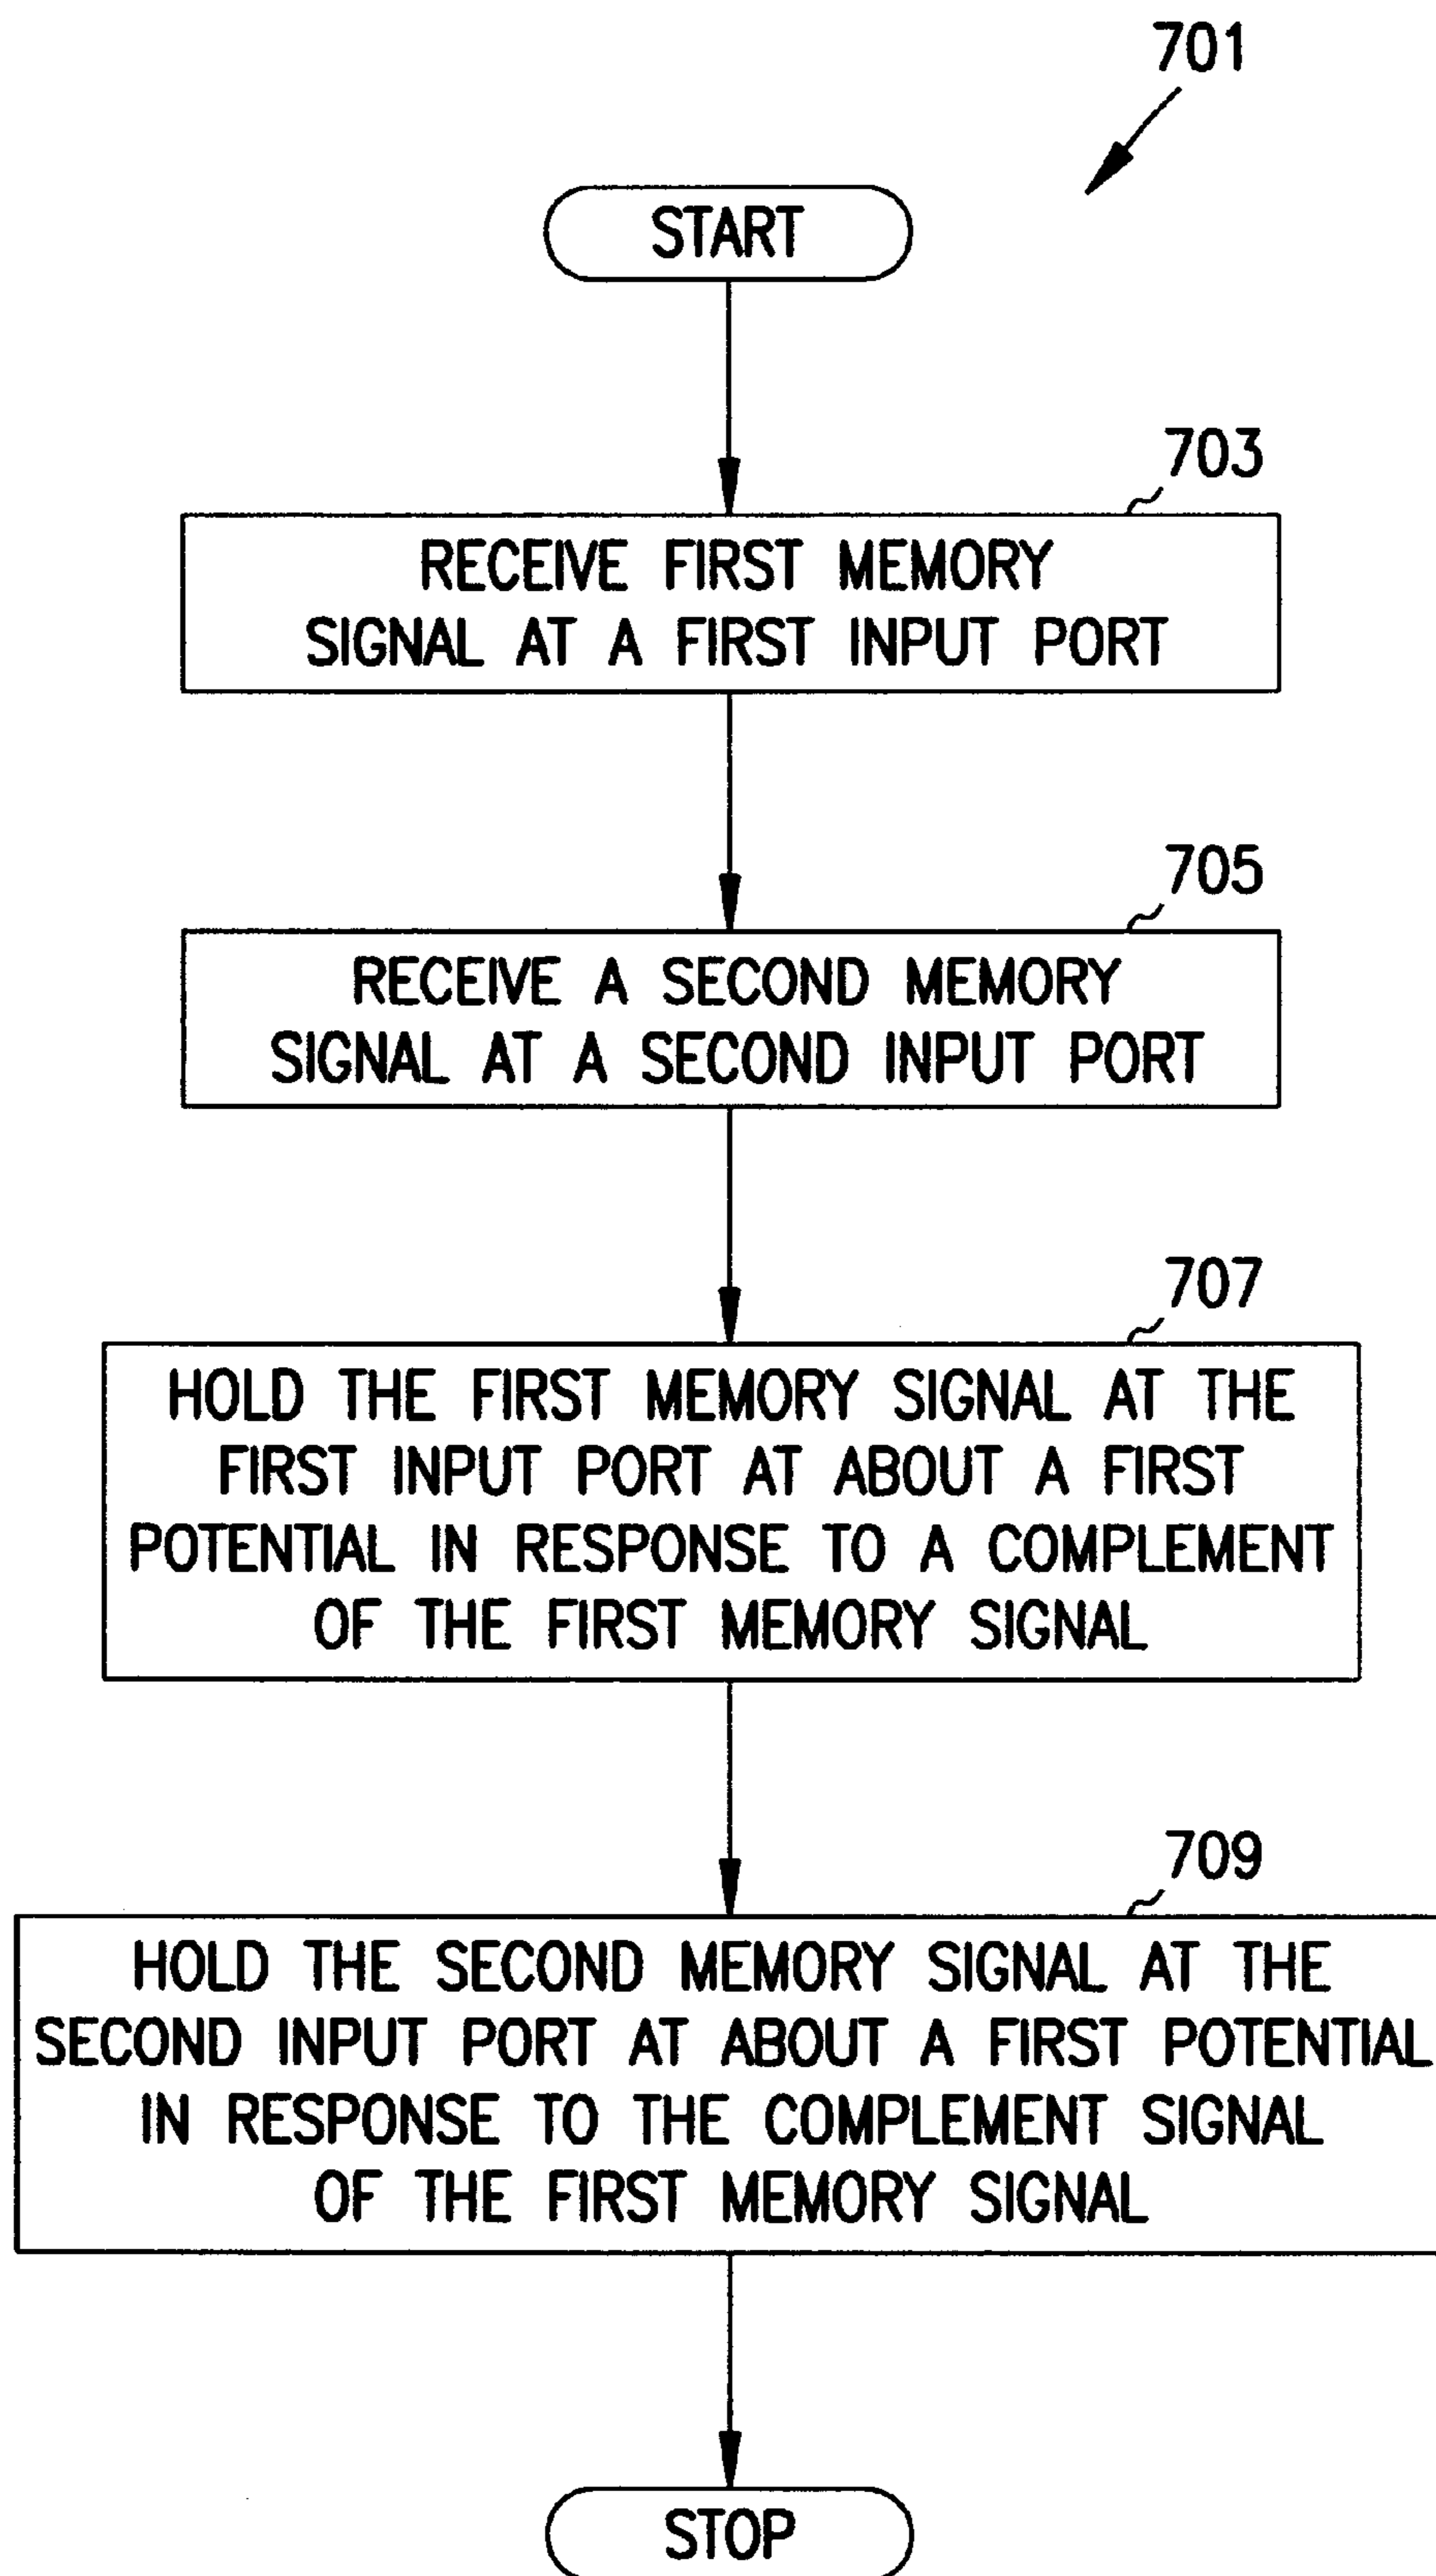 701
START
703
RECEIVE FIRST MEMORY
SIGNAL AT A FIRST INPUT PORT
705
RECEIVE A SECOND MEMORY
SIGNAL AT A SECOND INPUT PORT
707
HOLD THE FIRST MEMORY SIGNAL AT THE
FIRST INPUT PORT AT ABOUT A FIRST
POTENTIAL IN RESPONSE TO A COMPLEMENT
OF THE FIRST MEMORY SIGNAL
709
HOLD THE SECOND MEMORY SIGNAL AT THE
SECOND INPUT PORT AT ABOUT A FIRST POTENTIAL
IN RESPONSE TO THE COMPLEMENT SIGNAL
OF THE FIRST MEMORY SIGNAL
STOP